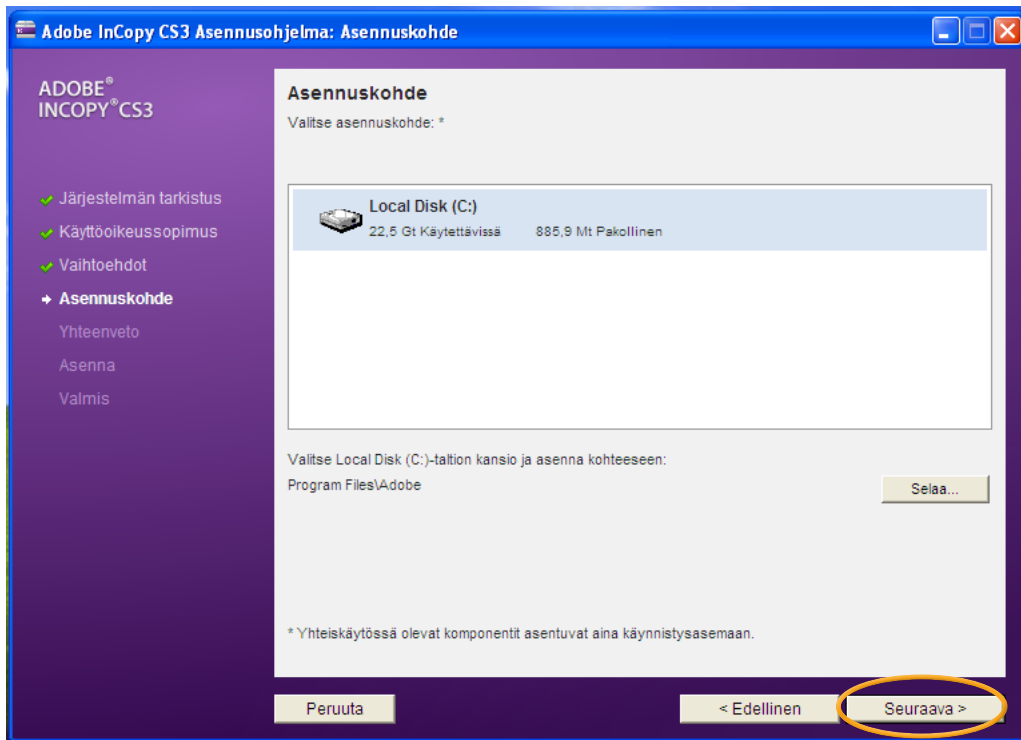 Adobe InCopy CS3 Asennusohjelma: Asennuskohde
ADOBE®
INCOPY®CS3
Järjestelmän tarkistus
Käyttöoikeussopimus
Vaihtoehdot
Asennuskohde
Yhteenveto
Asenna
Valmis
Asennuskohde
Valitse asennuskohde: *
Local Disk (C:)
22,5 Gt Käytettävissä 885,9 Mt Pakollinen
Valitse Local Disk (C:)-taltion kansio ja asenna kohteeseen:
Program Files\Adobe
Selaa...
* Yhteiskäytössä olevat komponentit asentuvat aina käynnistysasemaan.
Peruuta
< Edellinen
Seuraava >